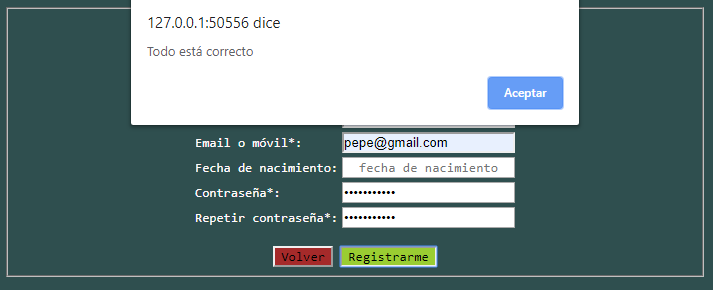 127.0.0.1:50556 dice
Todo está correcto
Aceptar
Email o móvil*: pepe@gmail.com
Fecha de nacimiento: fecha de nacimiento
Contraseña*: •••••••••••
Repetir contraseña*: •••••••••••
Volver Registrarme